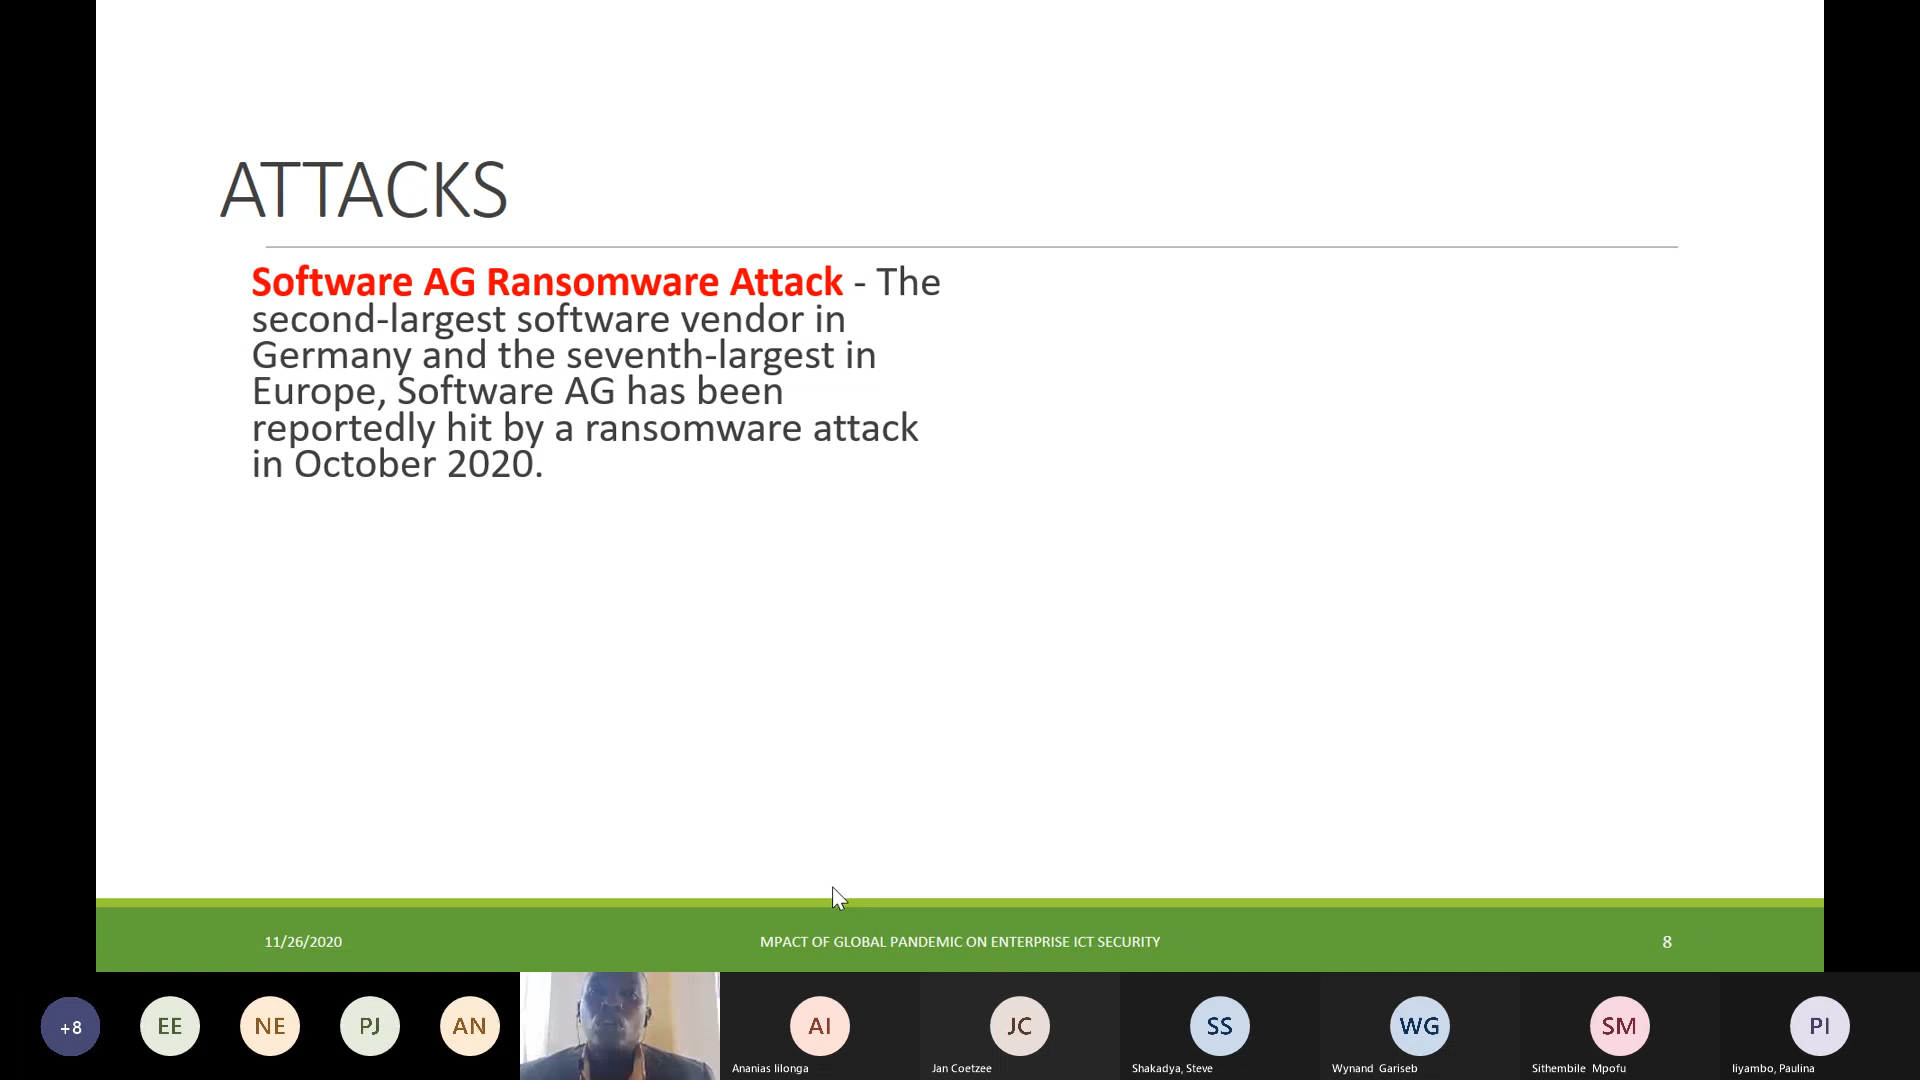 ATTACKS
Software AG Ransomware Attack - The
second-largest software vendor in
Germany and the seventh-largest in
Europe, Software AG has been
reportedly hit by a ransomware attack
in October 2020.
11/26/2020
MPACT OF GLOBAL PANDEMIC ON ENTERPRISE ICT SECURITY
8
+8
EE
NE
PJ
AN
AI
JC
SS
WG
SM
PI
Ananias Iilonga
Jan Coetzee
Shakadya, Steve
Wynand Gariseb
Sithembile Mpofu
Iiyambo, Paulina